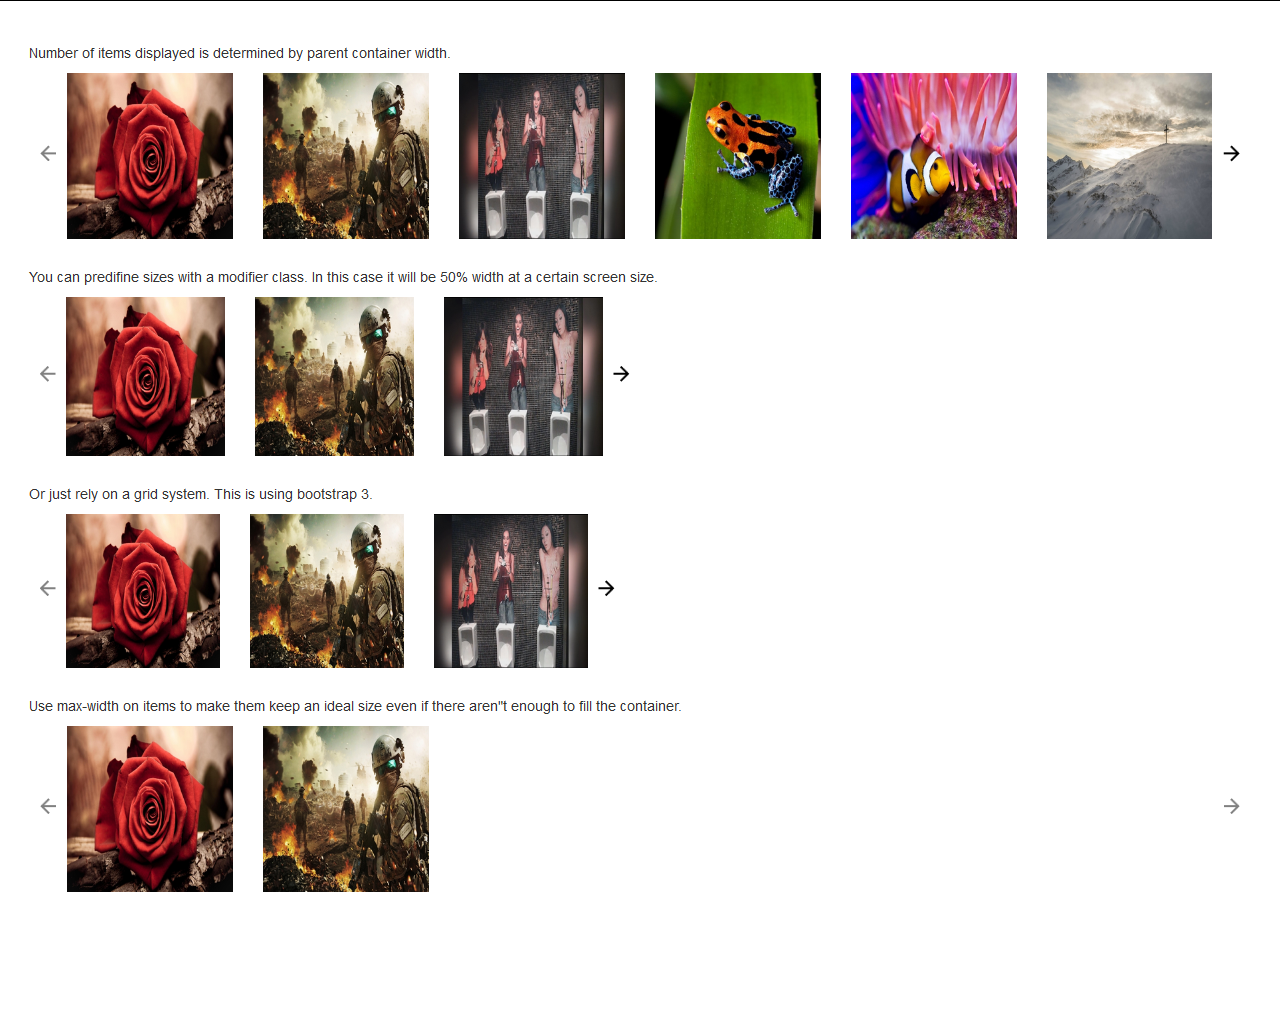 Number of items displayed is determined by parent container width.
You can predifine sizes with a modifier class. In this case it will be 50% width at a certain screen size.
Or just rely on a grid system. This is using bootstrap 3.
Use max-width on items to make them keep an ideal size even if there aren"t enough to fill the container.